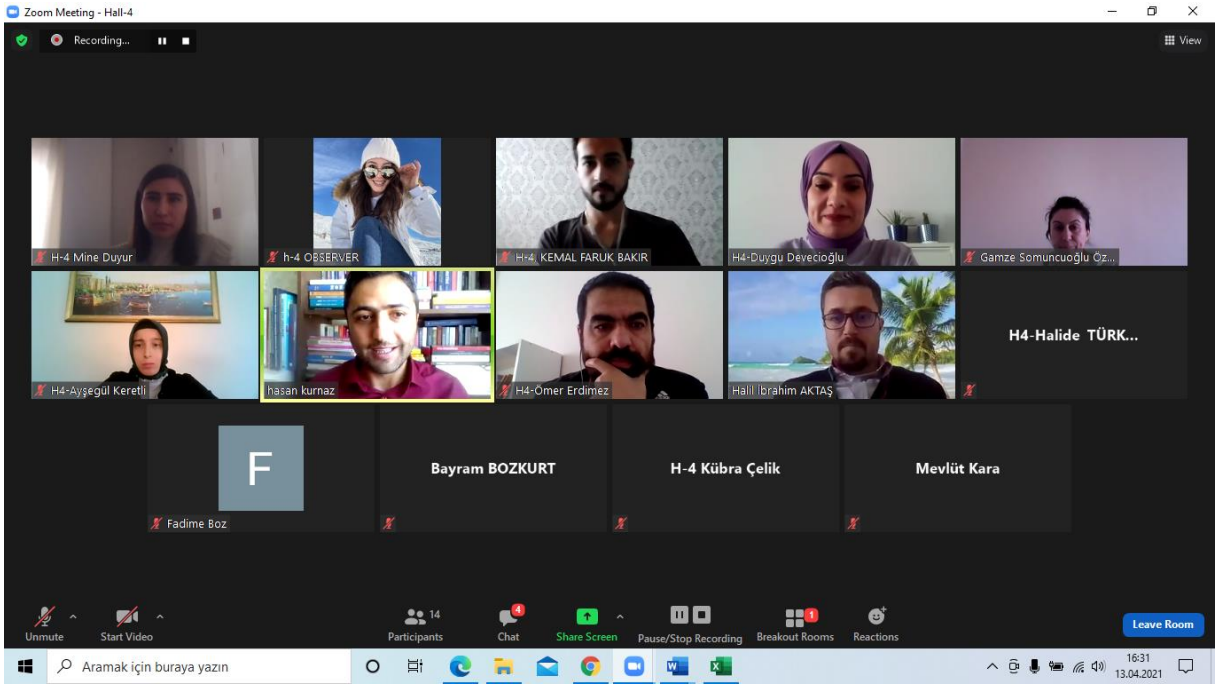 Zoom Meeting - Hall-4
Recording...
View
H-4 Mine Duyur
h-4 OBSERVER
H-4, KEMAL FARUK BAKIR
H4-Duygu Devecioğlu
Gamze Somuncuoğlu Öz...
H4-Ayşegül Keretli
hasan kurnaz
H4-Ömer Erdimez
Halil İbrahim AKTAŞ
H4-Halide TÜRK...
F
Fadime Boz
Bayram BOZKURT
H-4 Kübra Çelik
Mevlüt Kara
14
4
1
Unmute
Start Video
Participants
Chat
Share Screen
Pause/Stop Recording
Breakout Rooms
Reactions
Leave Room
Aramak için buraya yazın
16:31
13.04.2021